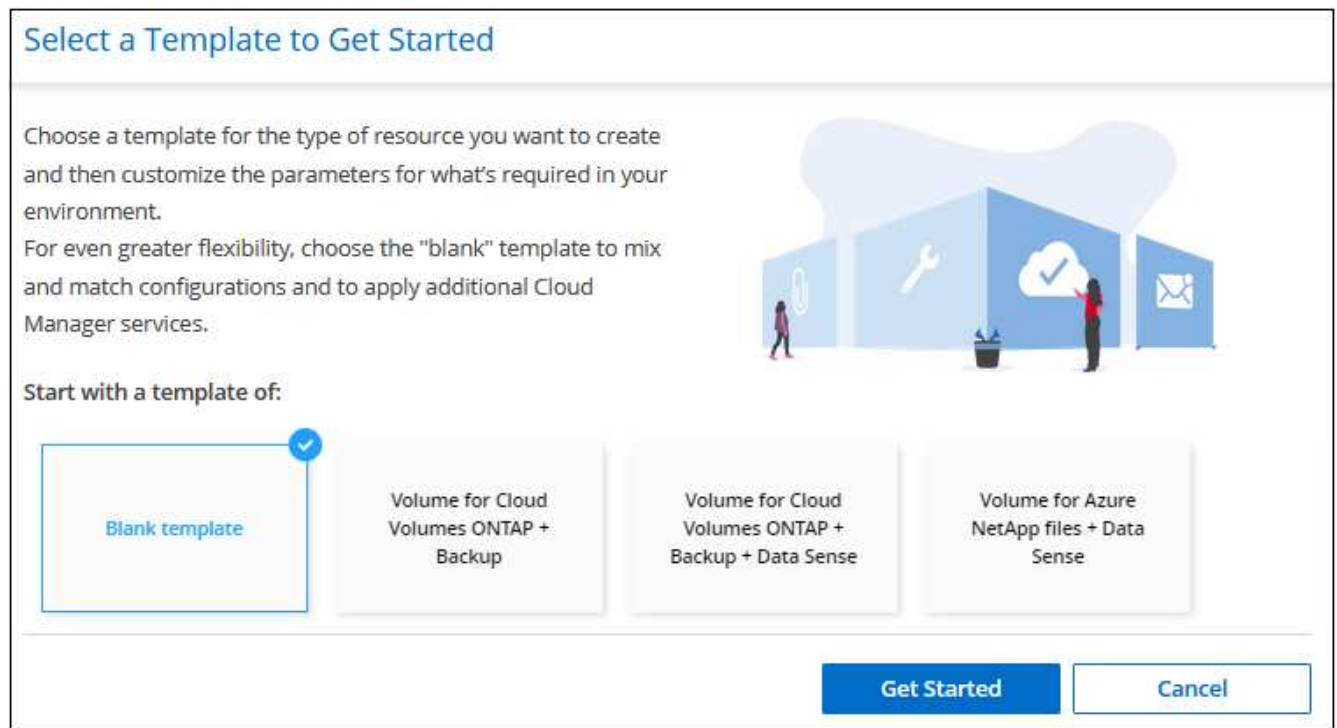 Select a Template to Get Started
Choose a template for the type of resource you want to create
and then customize the parameters for what's required in your
environment.
For even greater flexibility, choose the "blank" template to mix
and match configurations and to apply additional Cloud
Manager services.
Start with a template of:
Blank template
Volume for Cloud
Volumes ONTAP +
Backup
Volume for Cloud
Volumes ONTAP +
Backup + Data Sense
Volume for Azure
NetApp files + Data
Sense
Get Started
Cancel